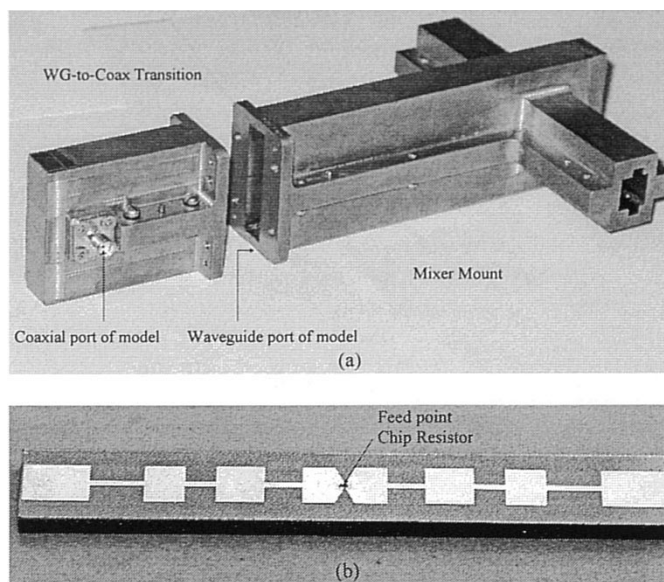 WG-to-Coax Transition
Mixer Mount
Coaxial port of model
Waveguide port of model
(a)
Feed point
Chip Resistor
(b)